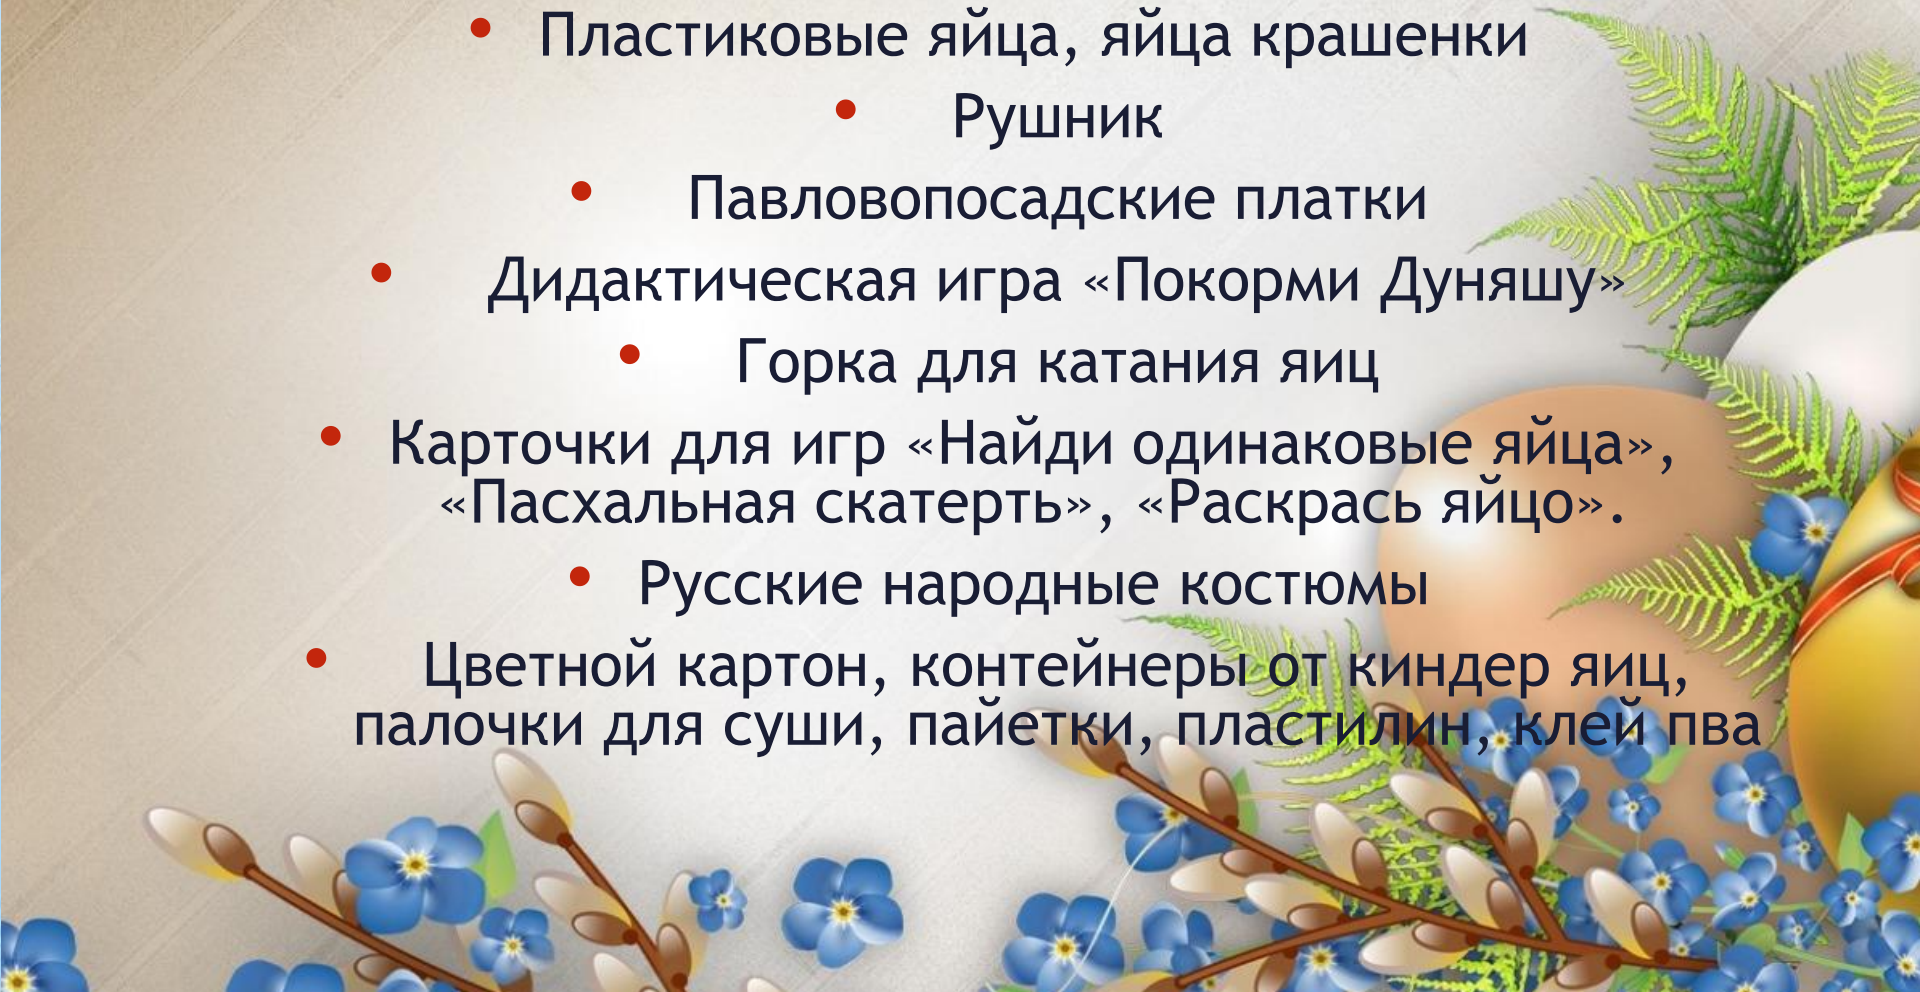 • Пластиковые яйца, яйца крашенки
• Рушник
• Павловопосадские платки
• Дидактическая игра «Покорми Дуняшу»
• Горка для катания яиц
• Карточки для игр «Найди одинаковые яйца»,
«Пасхальная скатерть», «Раскрась яйцо».
• Русские народные костюмы
• Цветной картон, контейнеры от киндер яиц,
палочки для суши, пайетки, пластилин, клей пва